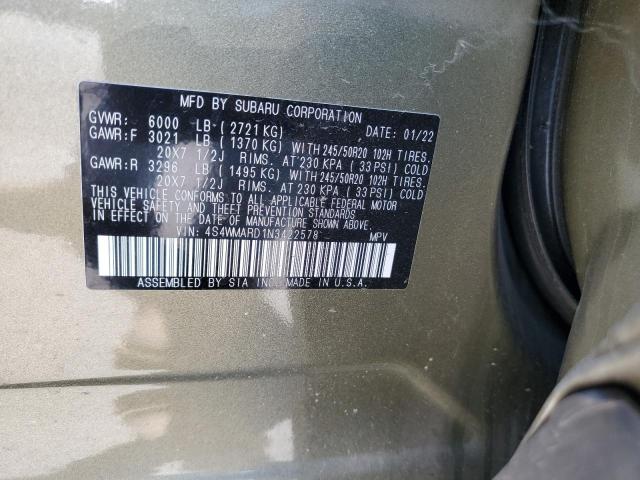 MFD BY SUBARU CORPORATION
GVWR: 6000 LB ( 2721 KG) DATE: 01/22
GAWR:F 3021 LB ( 1370 KG) WITH 245/50R20 102H TIRES.
20X7 1/2J RIMS. AT 230 KPA ( 33 PSI) COLD
GAWR:R 3296 LB ( 1495 KG) WITH 245/50R20 102H TIRES.
20X7 1/2J RIMS. AT 230 KPA ( 33 PSI) COLD
THIS VEHICLE CONFORMS TO ALL APPLICABLE FEDERAL MOTOR
VEHICLE SAFETY AND BUMPER STANDARDS
IN EFFECT ON THE DATE OF MANUFACTURE SHOWN ABOVE.
VIN: 4S4WMARD1N3422578 MPV
ASSEMBLED BY SIA INC. MADE IN U.S.A.